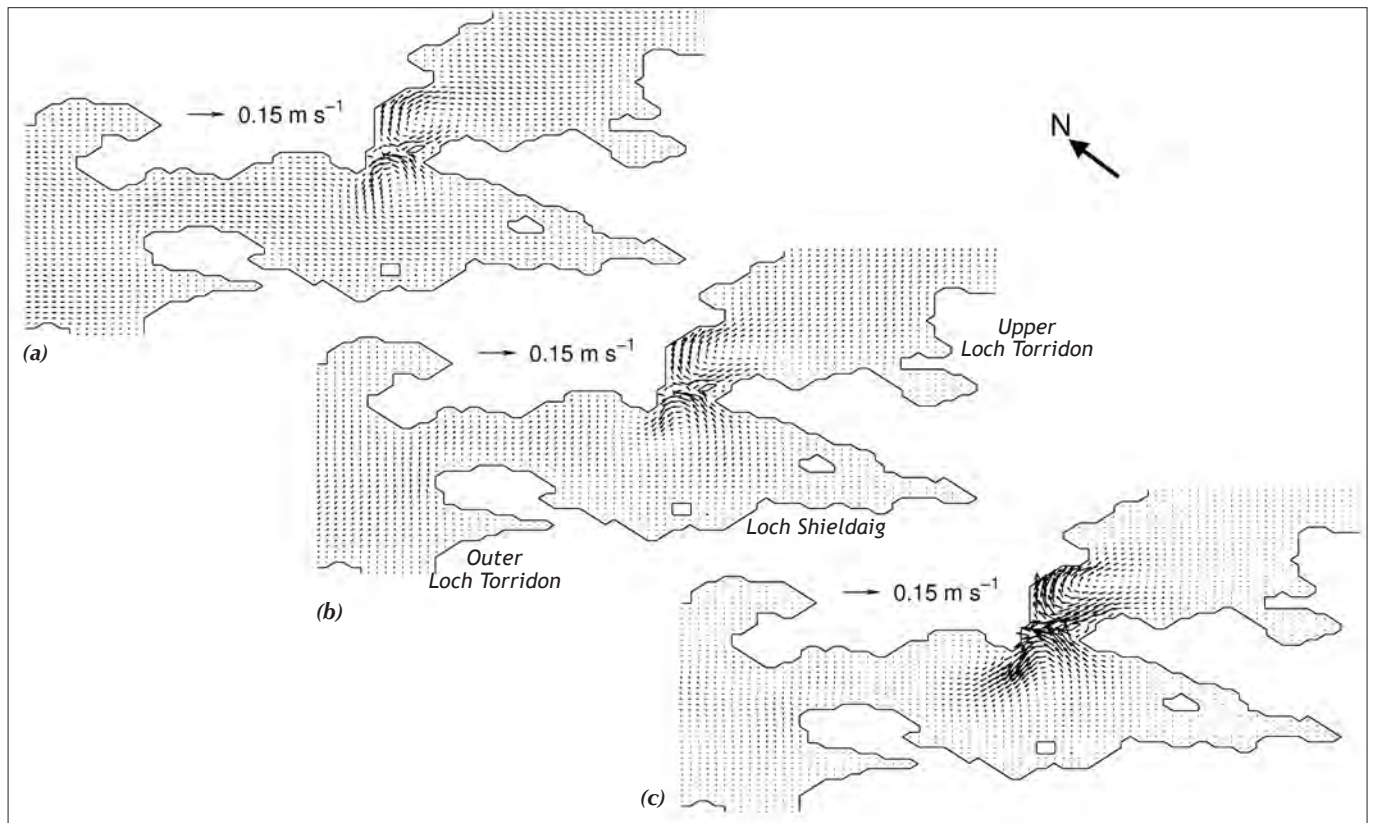 0.15 m s⁻¹
N
(a)
0.15 m s⁻¹
Upper
Loch Torridon
Loch Shieldaig
Outer
Loch Torridon
(b)
0.15 m s⁻¹
(c)